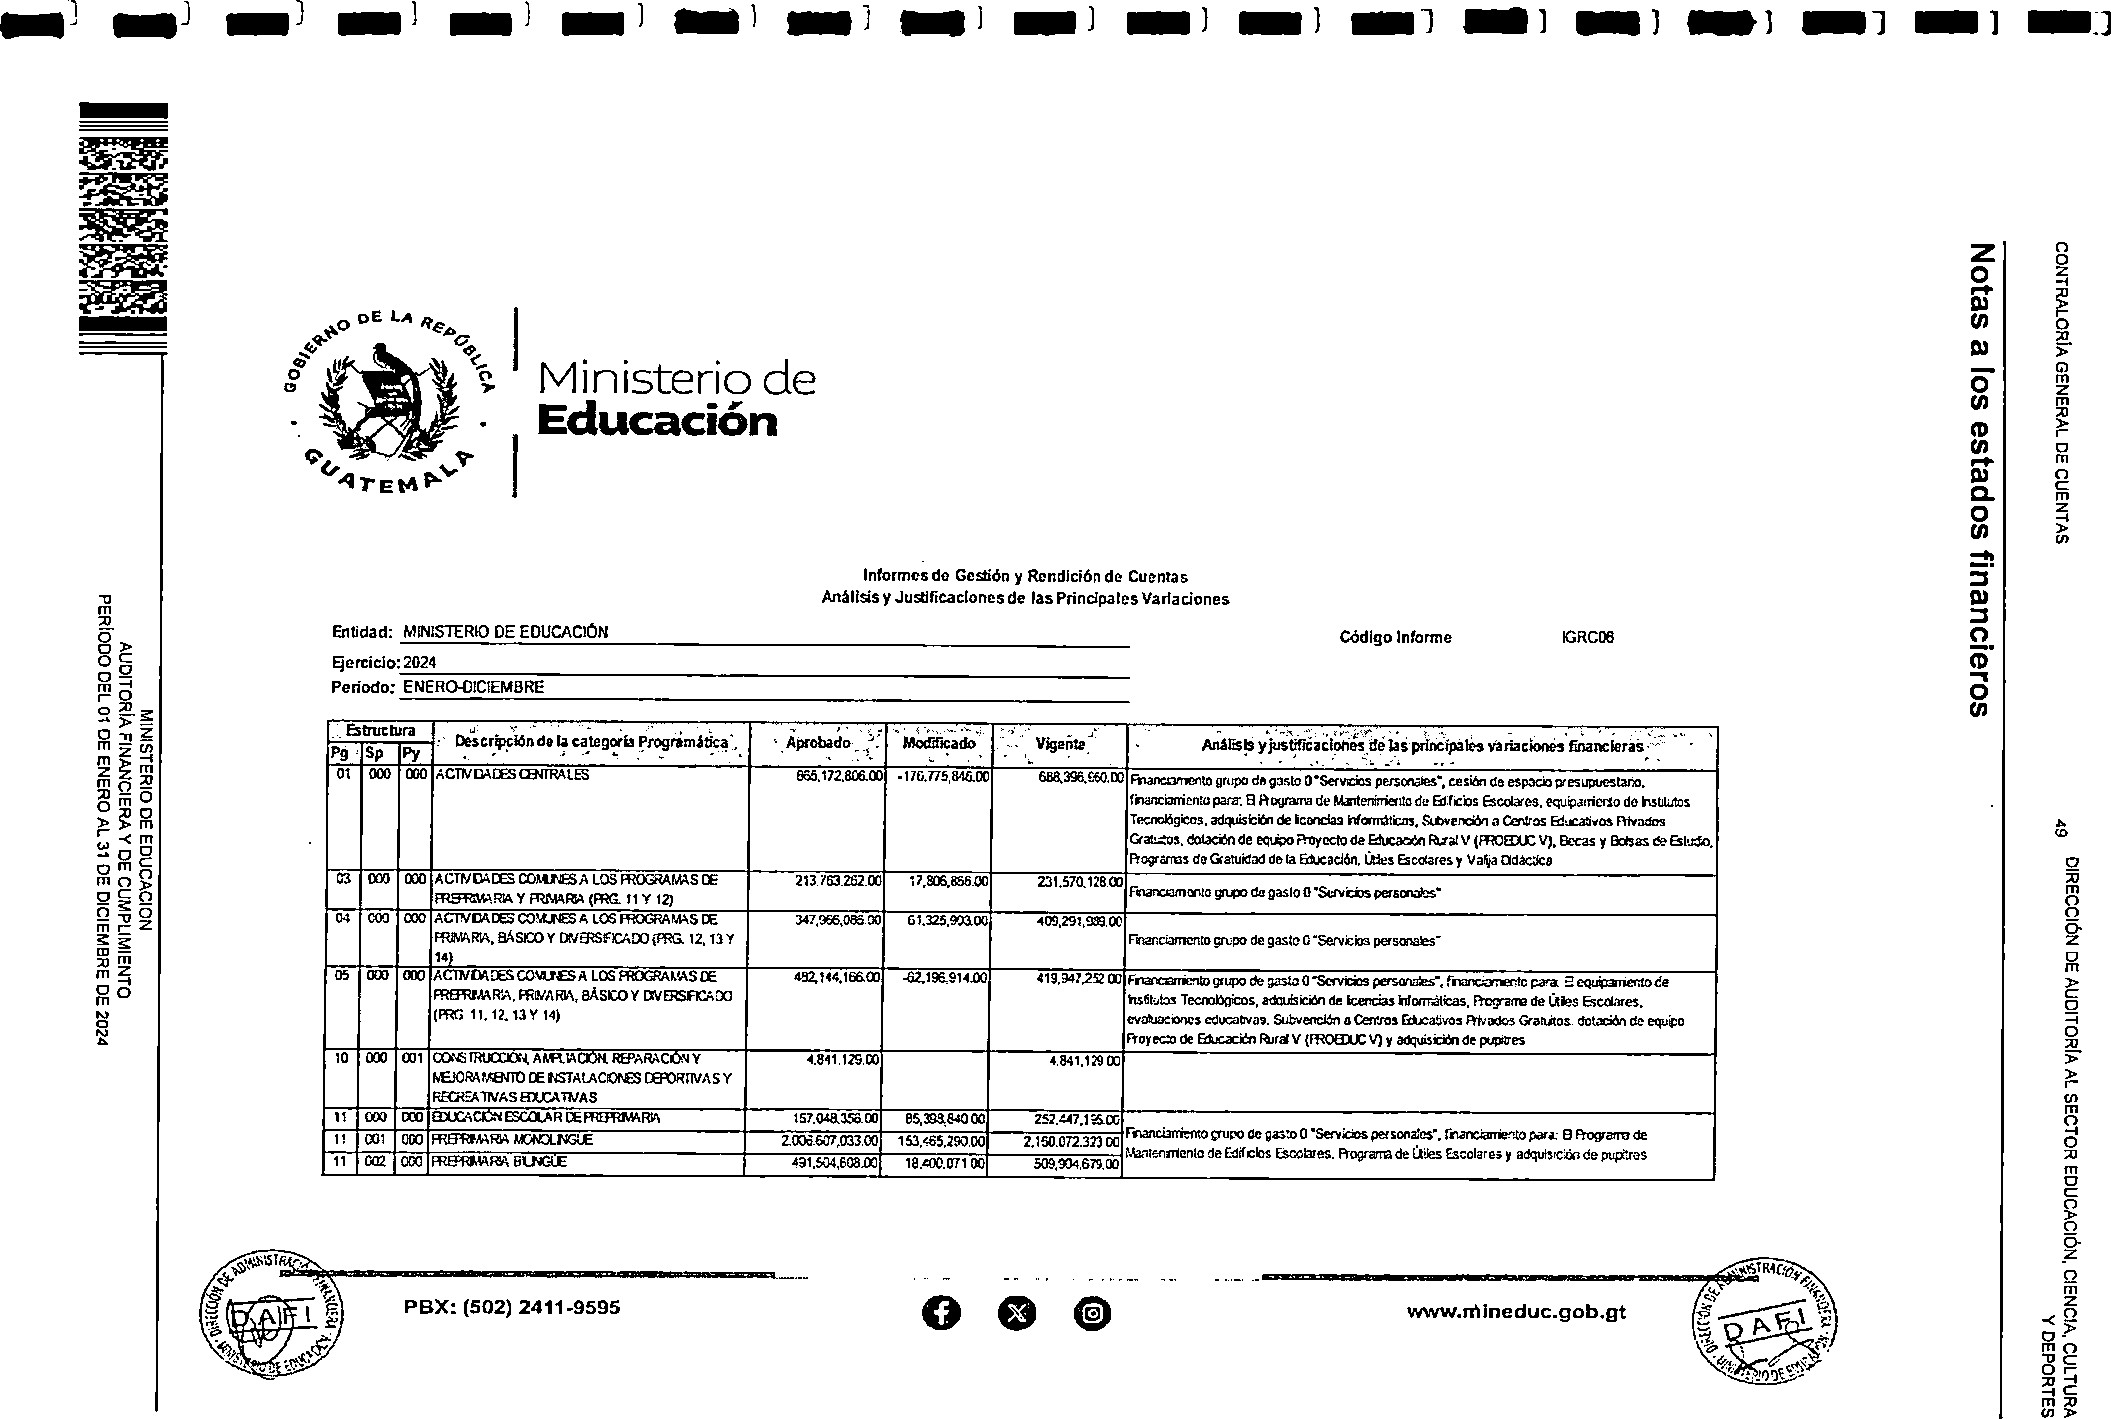 CONTRALORÍA GENERAL DE CUENTAS
49
DIRECCIÓN DE AUDITORÍA AL SECTOR EDUCACIÓN, CIENCIA, CULTURA
Y DEPORTES
Notas a los estados financieros
GOBIERNO DE LA REPÚBLICA
GUATEMALA
Ministerio de
Educación
Informes de Gestión y Rendición de Cuentas
Análisis y Justificaciones de las Principales Variaciones
Entidad: MINISTERIO DE EDUCACIÓN
Código Informe IGRC06
Ejercicio: 2024
Periodo: ENERO-DICIEMBRE
Estructura
Pg Sp Py Descripción de la categoría Programática Aprobado Modificado Vigente Análisis y justificaciones de las principales variaciones financieras
01 000 000 ACTIVIDADES CENTRALES 865,172,806.00 -176,775,846.00 688,396,960.00
Financiamento grupo de gasto 0 "Servicios personales", cesión de espacio presupuestario,
financiamiento para: El Programa de Mantenimiento de Edificios Escolares, equipamiento de Institutos
Tecnológicos, adquisición de licencias informáticas, Subvención a Centros Educativos Privados
Gratuitos, dotación de equipo Proyecto de Educación Rural V (PROEDUC V), Becas y Bolsas de Estudio,
Programas de Gratuidad de la Educación, Útiles Escolares y Valija Didáctica
03 000 000 ACTIVIDADES COMUNES A LOS PROGRAMAS DE 213,763,262.00 17,806,866.00 231,570,128.00
PREPRIMARIA Y PRIMARIA (PRG. 11 Y 12)
Financiamento grupo de gasto 0 "Servicios personales"
04 000 000 ACTIVIDADES COMUNES A LOS PROGRAMAS DE 347,966,086.00 61,325,903.00 409,291,989.00
PRIMARIA, BÁSICO Y DIVERSIFICADO (PRG. 12, 13 Y
14)
Financiamento grupo de gasto 0 "Servicios personales"
05 000 000 ACTIVIDADES COMUNES A LOS PROGRAMAS DE 482,144,166.00 -62,196,914.00 419,947,252.00
PREPRIMARIA, PRIMARIA, BÁSICO Y DIVERSIFICADO
(PRG 11, 12, 13 Y 14)
Financiamiento grupo de gasto 0 "Servicios personales", financiamiento para: El equipamiento de
Institutos Tecnológicos, adquisición de licencias informáticas, Programa de Útiles Escolares,
evaluaciones educativas, Subvención a Centros Educativos Privados Gratuitos, dotación de equipo
Proyecto de Educación Rural V (PROEDUC V) y adquisición de pupitres
10 000 001 CONSTRUCCIÓN, AMPLIACIÓN, REPARACIÓN Y 4,841,129.00 4,841,129.00
MEJORAMIENTO DE INSTALACIONES DEPORTIVAS Y
RECREATIVAS EDUCATIVAS
11 000 000 EDUCACIÓN ESCOLAR DE PREPRIMARIA
11 001 000 PREPRIMARIA MONOLINGÜE 2,006,607,033.00 153,465,290.00
11 002 000 PREPRIMARIA BILINGÜE 491,504,608.00 18,400,071.00 509,904,679.00
Financiamiento grupo de gasto 0 "Servicios personales", financiamiento para: El Programa de
Mantenimiento de Edificios Escolares, Programa de Útiles Escolares y adquisición de pupitres
PBX: (502) 2411-9595
www.mineduc.gob.gt
DIRECCIÓN DE ADMINISTRACIÓN FINANCIERA
DAFI
MINISTERIO DE EDUCACIÓN
DIRECCIÓN DE ADMINISTRACIÓN FINANCIERA
DAFI
MINISTERIO DE EDUCACIÓN
MINISTERIO DE EDUCACION
AUDITORÍA FINANCIERA Y DE CUMPLIMIENTO
PERÍODO DEL 01 DE ENERO AL 31 DE DICIEMBRE DE 2024